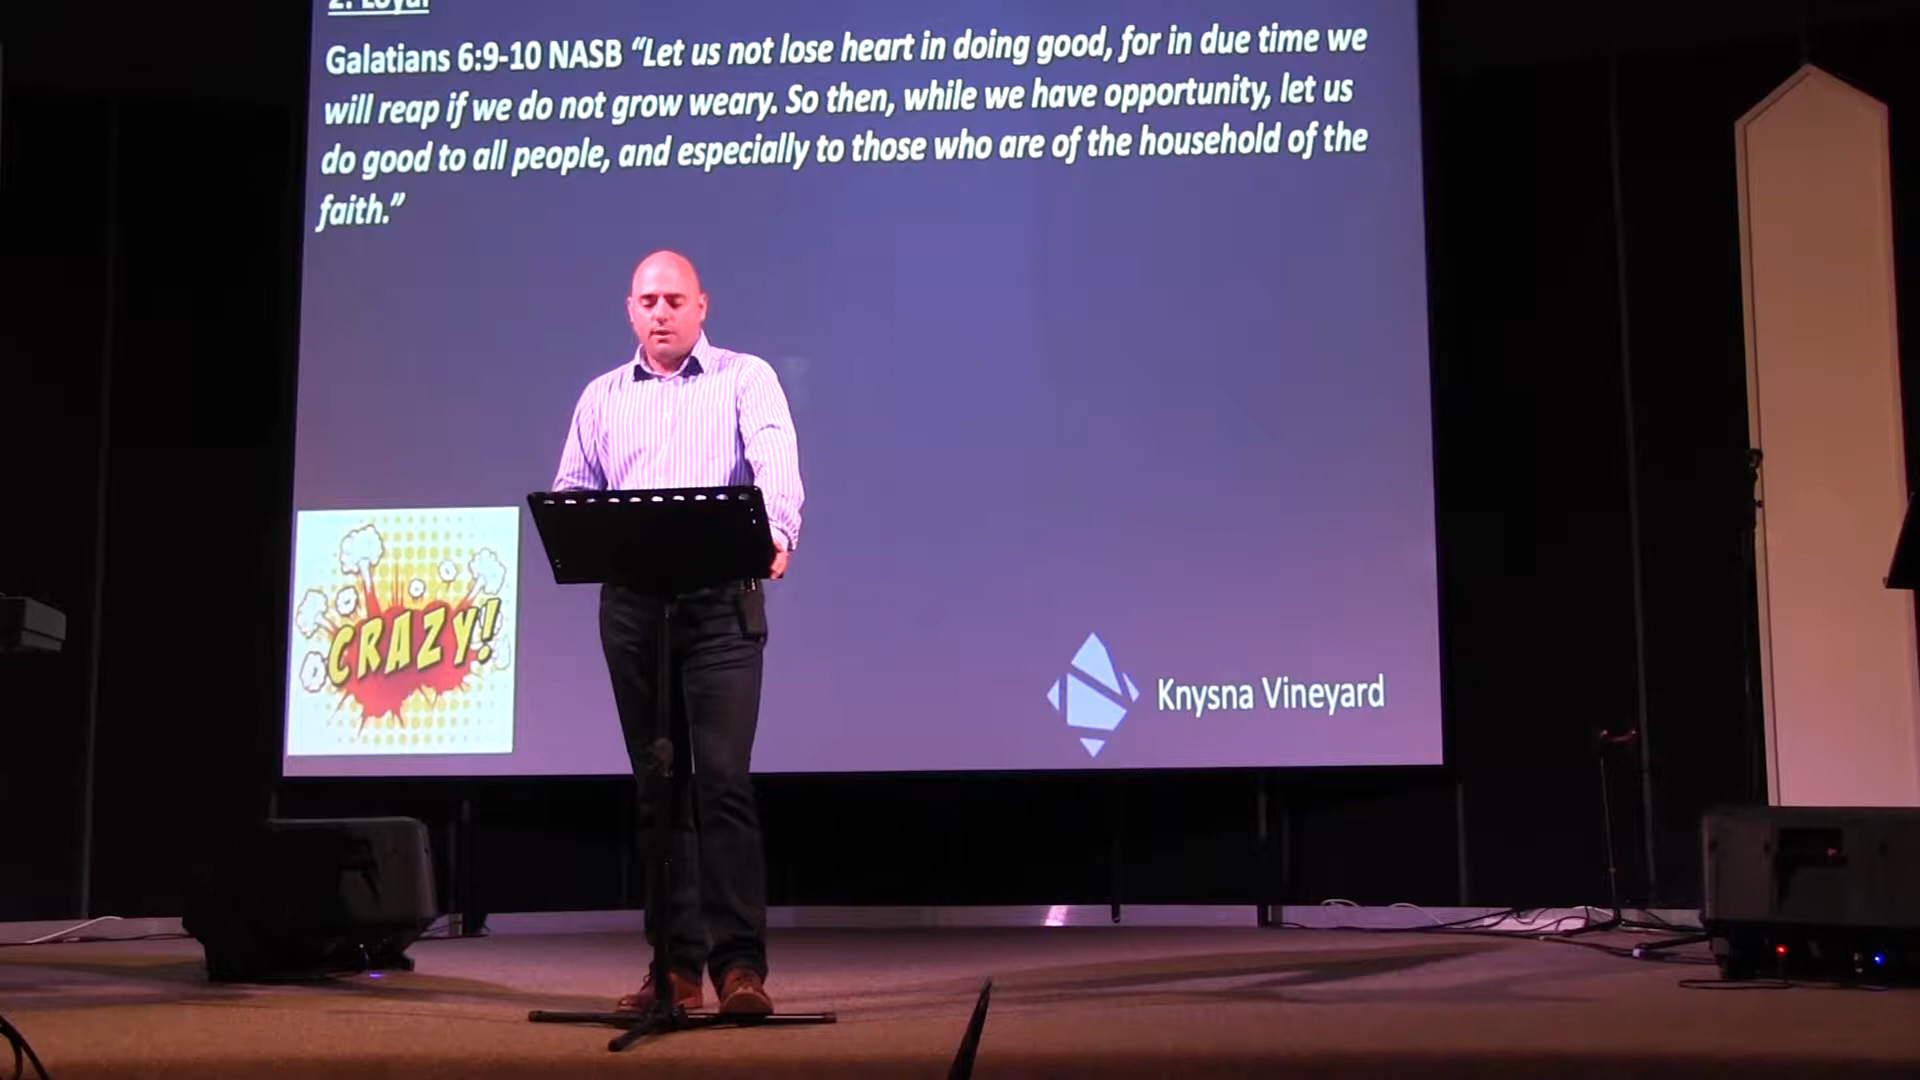 2. Loyal
Galatians 6:9-10 NASB “Let us not lose heart in doing good, for in due time we
will reap if we do not grow weary. So then, while we have opportunity, let us
do good to all people, and especially to those who are of the household of the
faith.”
CRAZY!
Knysna Vineyard